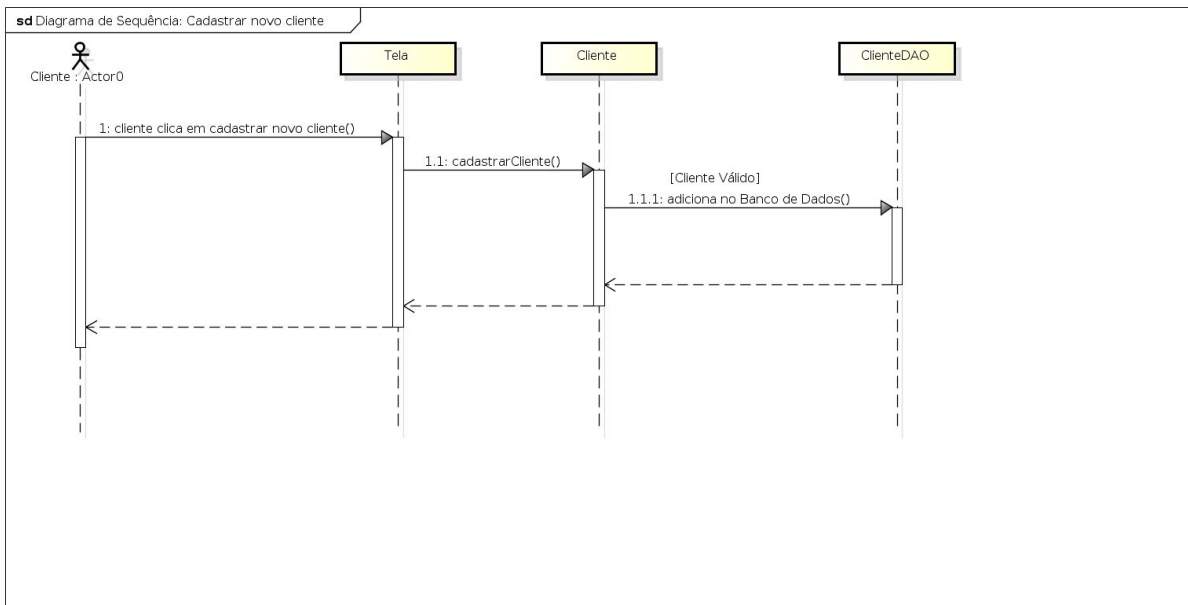 sd Diagrama de Sequência: Cadastrar novo cliente
Cliente : Actor0
Tela
Cliente
ClienteDAO
1: cliente clica em cadastrar novo cliente()
1.1: cadastrarCliente()
[Cliente Válido]
1.1.1: adiciona no Banco de Dados()